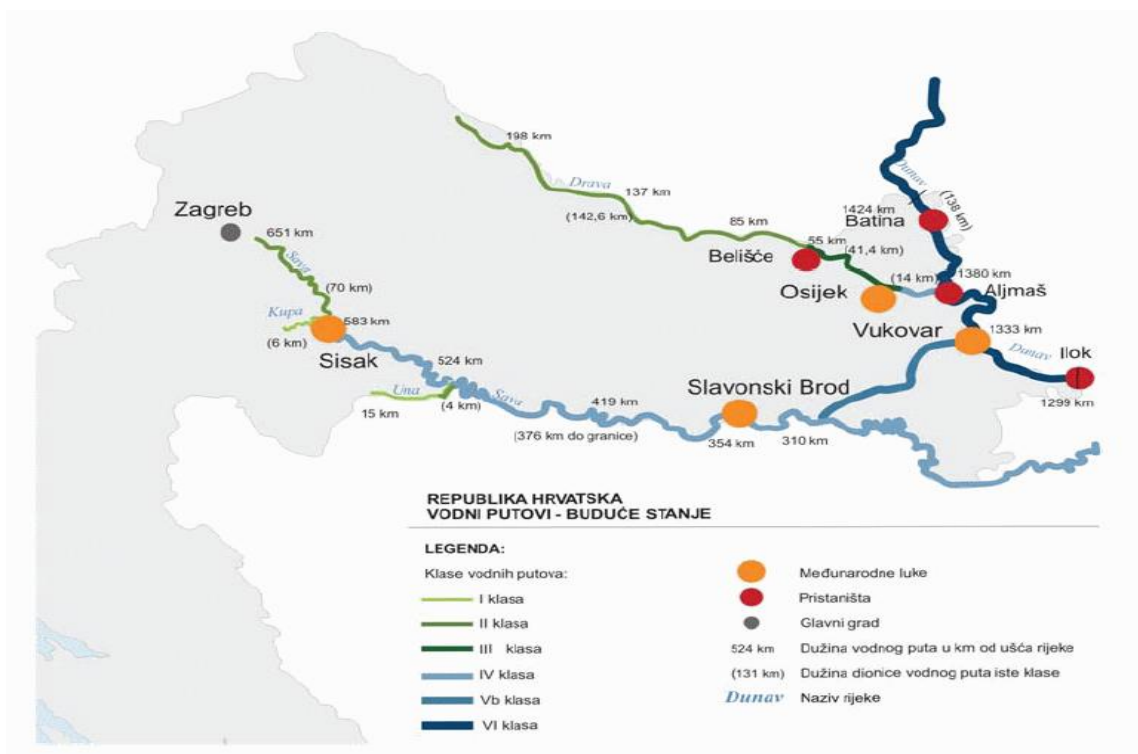 198 km
Drava
137 km
(142,6 km)
85 km
Dunav
1424 km
(138 km)
Batina
Zagreb
651 km
Sava
(70 km)
Kupa
(6 km)
583 km
Sisak
55 km
(41,4 km)
Belišće
Osijek
(14 km)
1380 km
Aljmaš
Vukovar
1333 km
Dunav
Ilok
1299 km
524 km
Una
(4 km)
15 km
Sava
419 km
(376 km do granice)
Slavonski Brod
354 km
310 km
REPUBLIKA HRVATSKA
VODNI PUTOVI - BUDUĆE STANJE
LEGENDA:
Klase vodnih putova:
I klasa
II klasa
III klasa
IV klasa
Vb klasa
VI klasa
Međunarodne luke
Pristaništa
Glavni grad
524 km Dužina vodnog puta u km od ušća rijeke
(131 km) Dužina dionice vodnog puta iste klase
Dunav Naziv rijeke